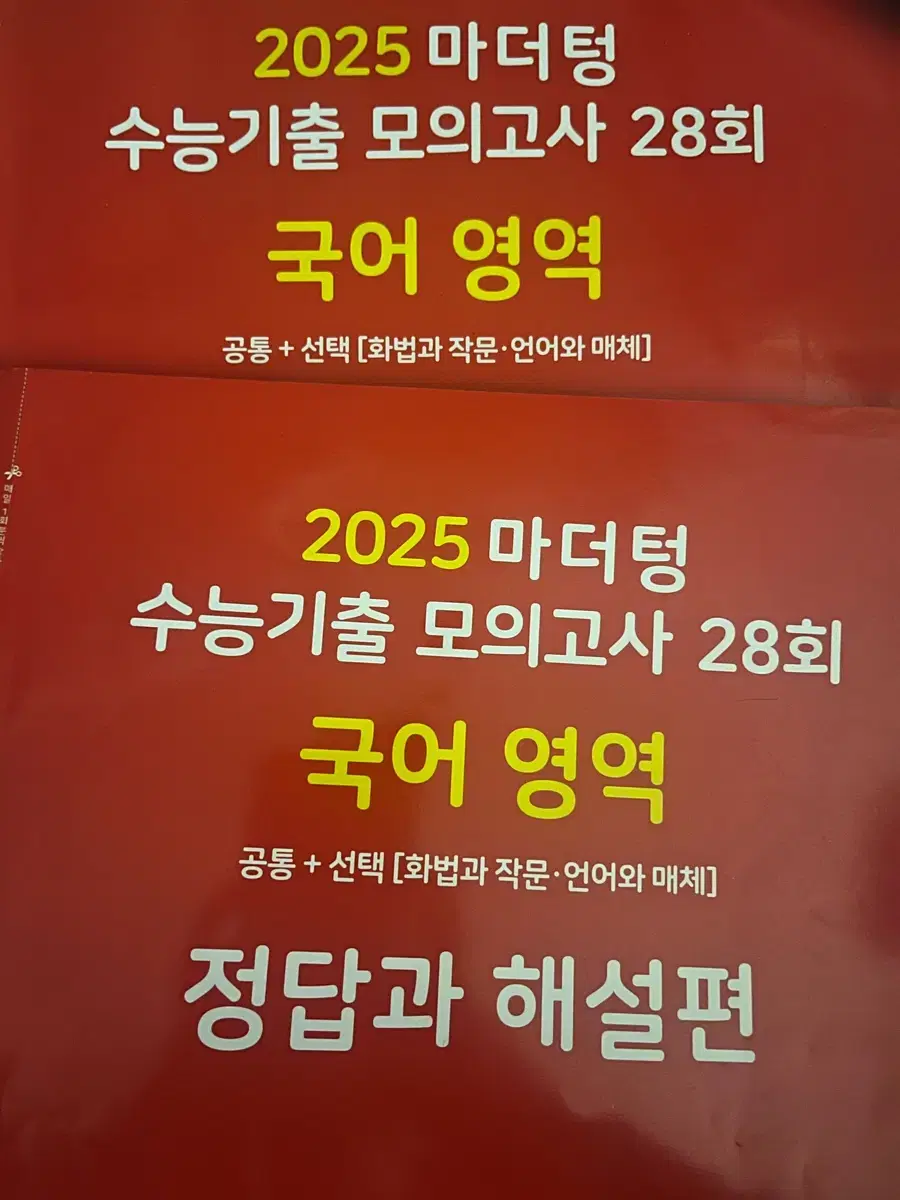 2025 마더텅
수능기출 모의고사 28회
국어 영역
공통 + 선택 [화법과 작문·언어와 매체]
2025 마더텅
수능기출 모의고사 28회
국어 영역
공통 + 선택 [화법과 작문·언어와 매체]
정답과 해설편